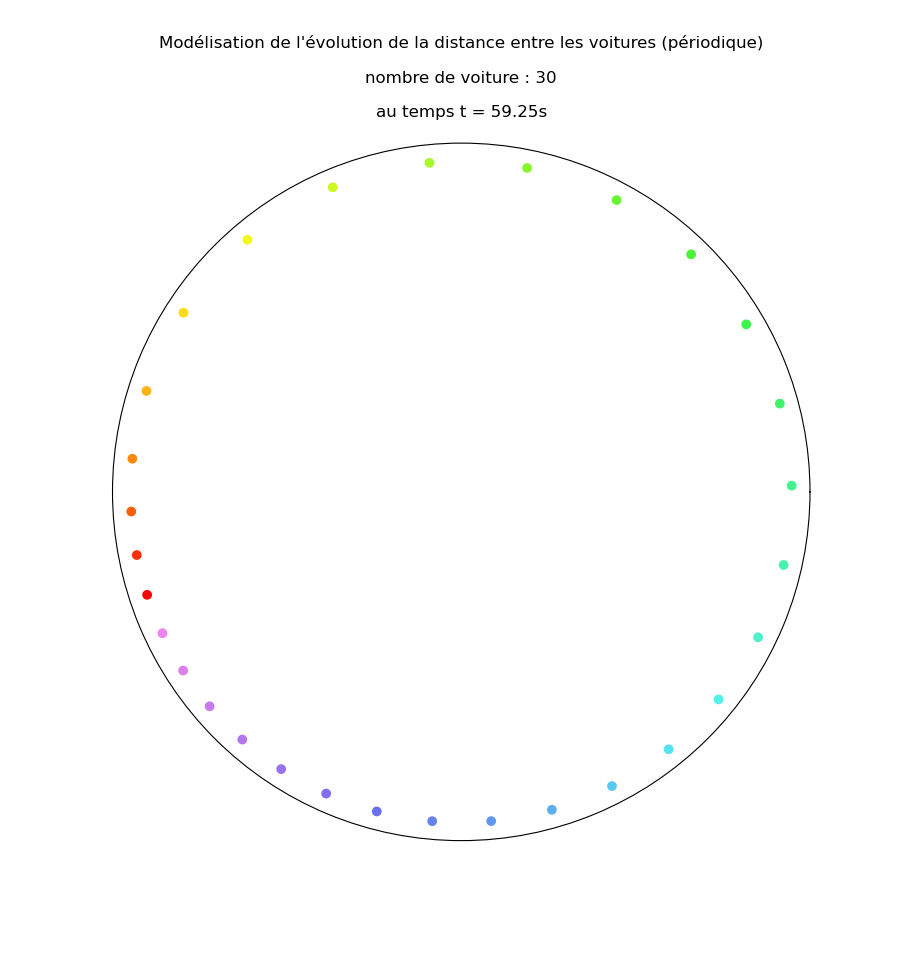 Modélisation de l'évolution de la distance entre les voitures (périodique)
nombre de voiture : 30
au temps t = 59.25s